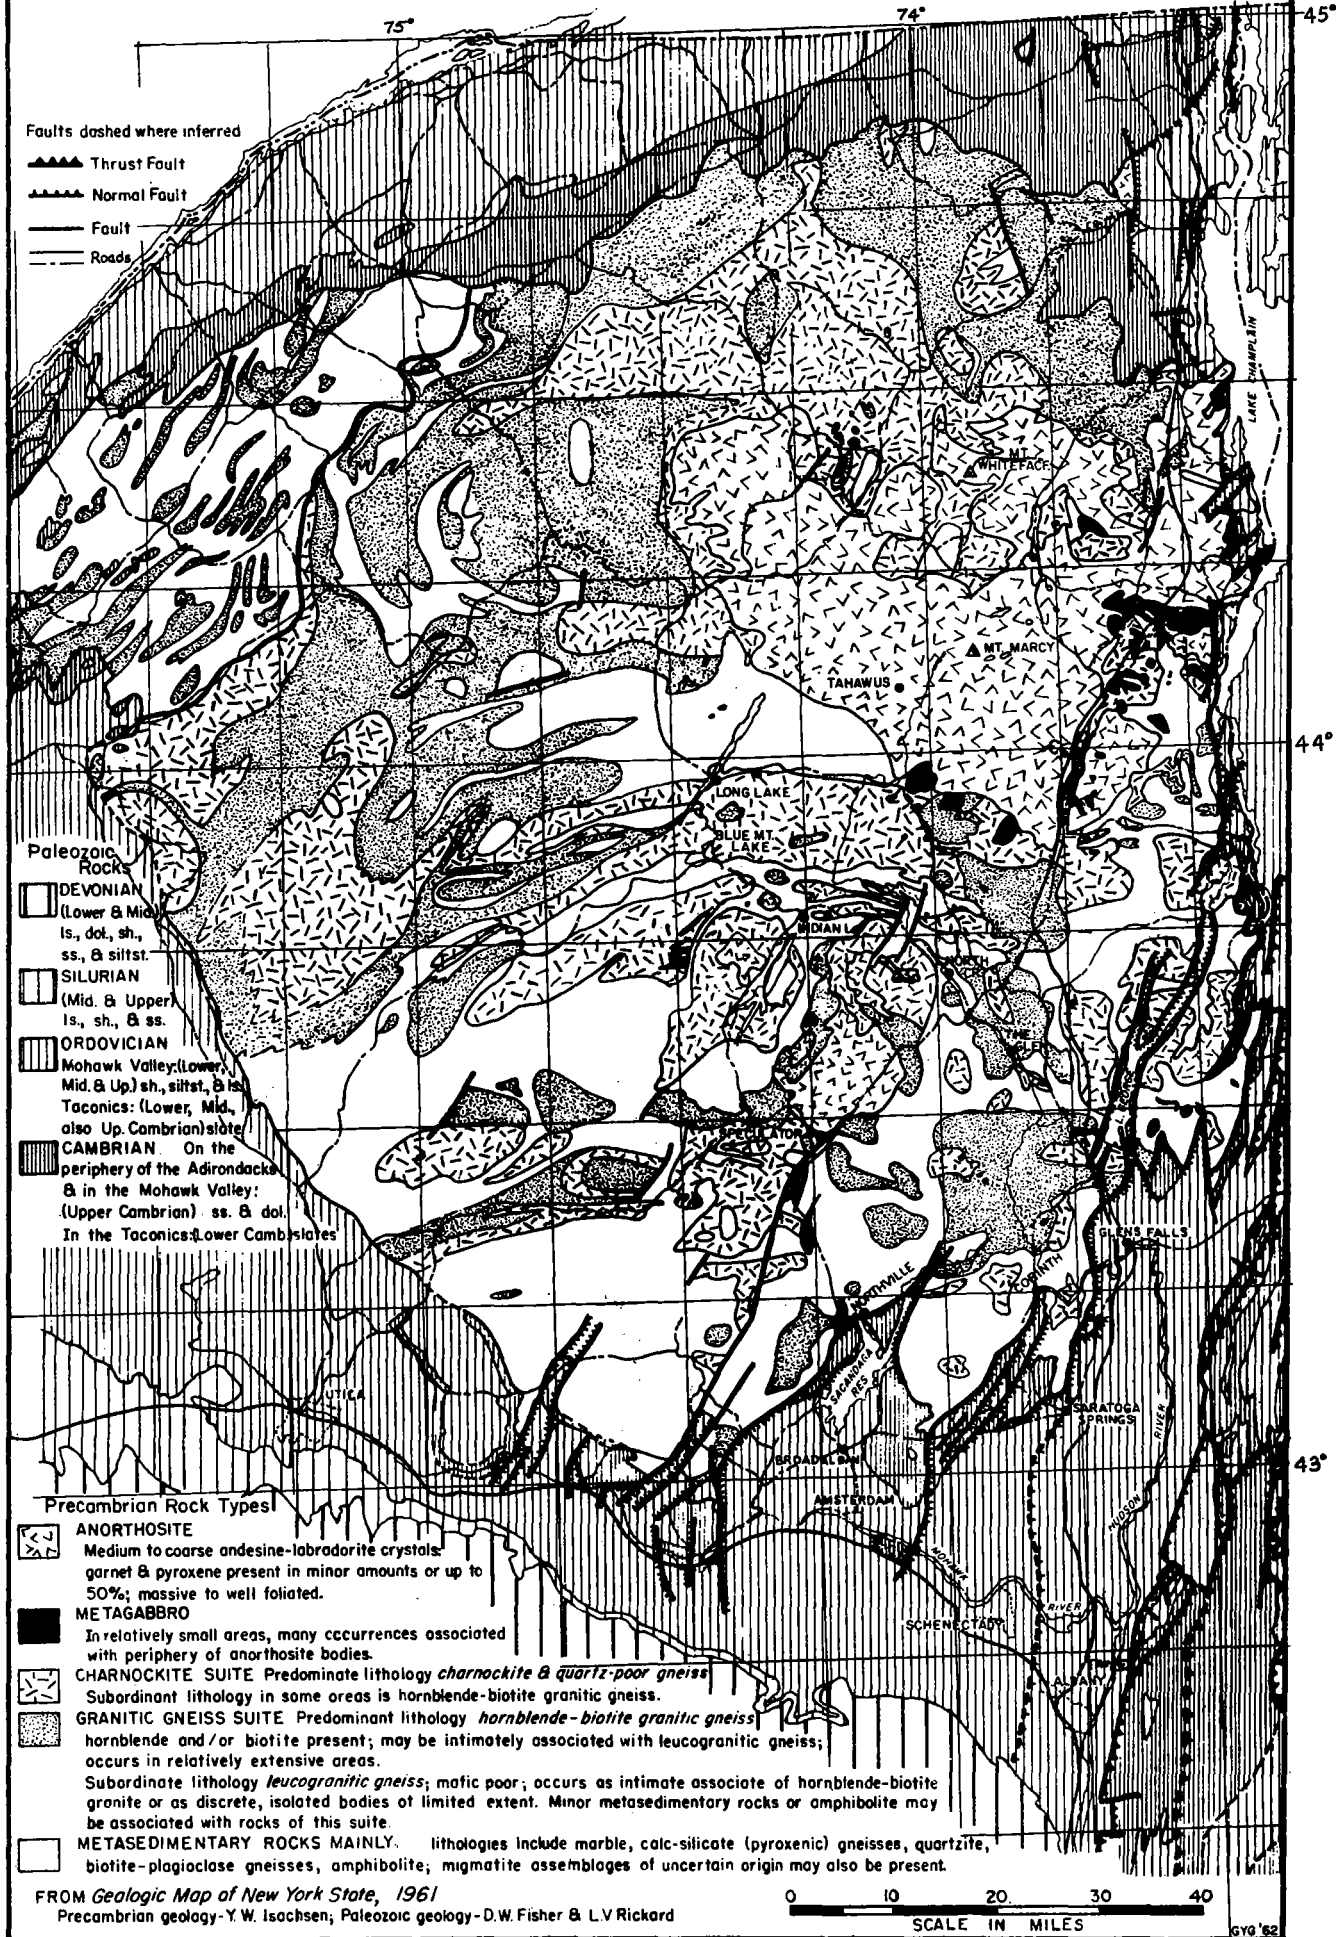 75°
74°
45°
Faults dashed where inferred
Thrust Fault
Normal Fault
Fault
Roads
LAKE CHAMPLAIN
MT.
WHITEFACE
MT. MARCY
TAHAWUS
44°
LONG LAKE
BLUE MT.
LAKE
INDIAN L.
NORTH
CR.
THE
GLEN
SPECULATOR
GLENS FALLS
CORINTH
NORTHVILLE
SACANDAGA
RES.
UTICA
SARATOGA
SPRINGS
HUDSON
RIVER
BROADALBIN
43°
AMSTERDAM
MOHAWK
RIVER
SCHENECTADY
ALBANY
Paleozoic
Rocks
DEVONIAN
(Lower & Mid.)
ls., dol., sh.,
ss., & siltst.
SILURIAN
(Mid. & Upper)
ls., sh., & ss.
ORDOVICIAN
Mohawk Valley:(Lower,
Mid. & Up.) sh., siltst., & ls.
Taconics: (Lower, Mid.,
also Up. Cambrian) slate
CAMBRIAN On the
periphery of the Adirondacks
& in the Mohawk Valley:
(Upper Cambrian) ss. & dol.
In the Taconics:(Lower Camb.)slates
Precambrian Rock Types
ANORTHOSITE
Medium to coarse andesine-labradorite crystals:
garnet & pyroxene present in minor amounts or up to
50%; massive to well foliated.
METAGABBRO
In relatively small areas, many occurrences associated
with periphery of anorthosite bodies.
CHARNOCKITE SUITE Predominate lithology charnockite & quartz-poor gneiss
Subordinant lithology in some areas is hornblende-biotite granitic gneiss.
GRANITIC GNEISS SUITE Predominant lithology hornblende-biotite granitic gneiss
hornblende and/or biotite present; may be intimately associated with leucogranitic gneiss;
occurs in relatively extensive areas.
Subordinate lithology leucogranitic gneiss; mafic poor; occurs as intimate associate of hornblende-biotite
granite or as discrete, isolated bodies of limited extent. Minor metasedimentary rocks or amphibolite may
be associated with rocks of this suite.
METASEDIMENTARY ROCKS MAINLY. lithologies include marble, calc-silicate (pyroxenic) gneisses, quartzite,
biotite-plagioclase gneisses, amphibolite; migmatite assemblages of uncertain origin may also be present.
FROM Geologic Map of New York State, 1961
Precambrian geology-Y.W. Isachsen; Paleozoic geology-D.W. Fisher & L.V Rickard
0 10 20 30 40
SCALE IN MILES
GYG '62